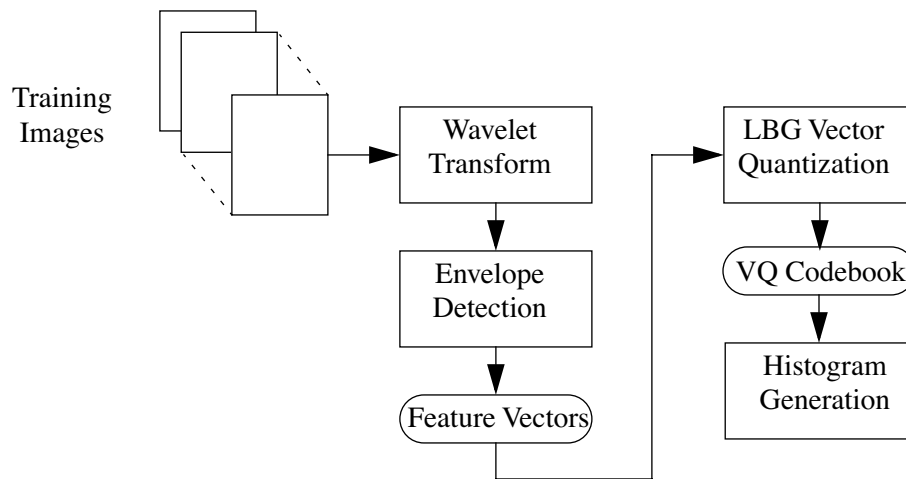 Training
Images
Wavelet
Transform
Envelope
Detection
Feature Vectors
LBG Vector
Quantization
VQ Codebook
Histogram
Generation